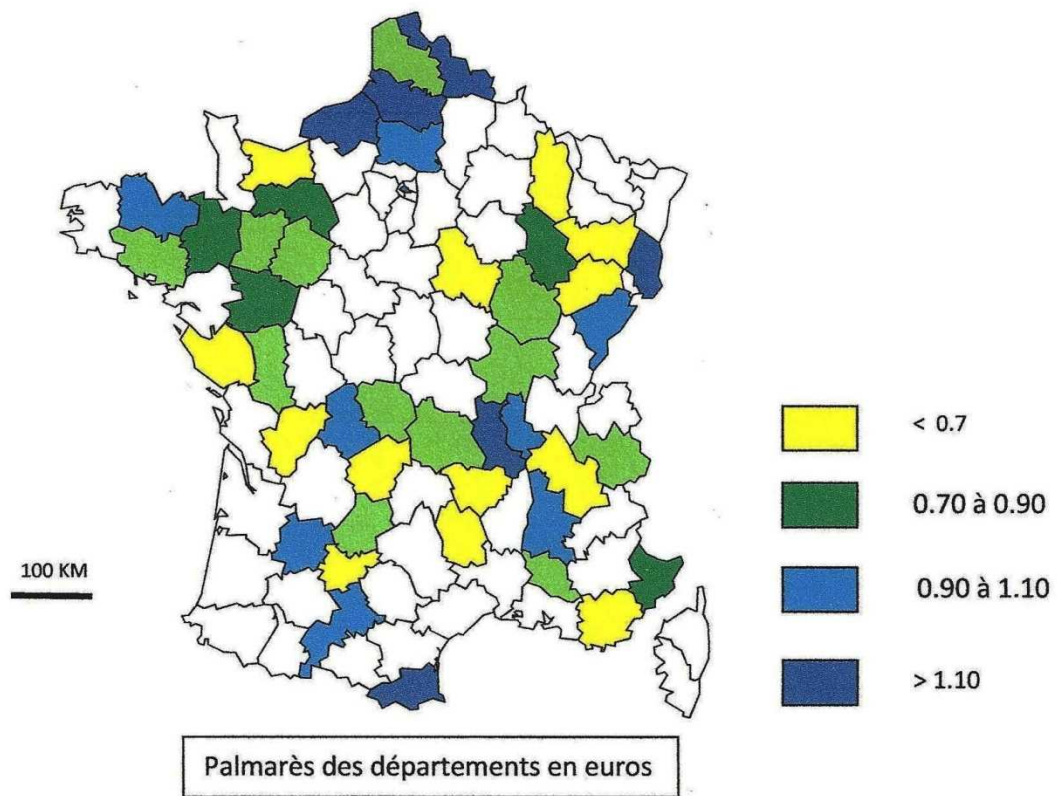 < 0.7
0.70 à 0.90
100 KM
0.90 à 1.10
> 1.10
Palmarès des départements en euros